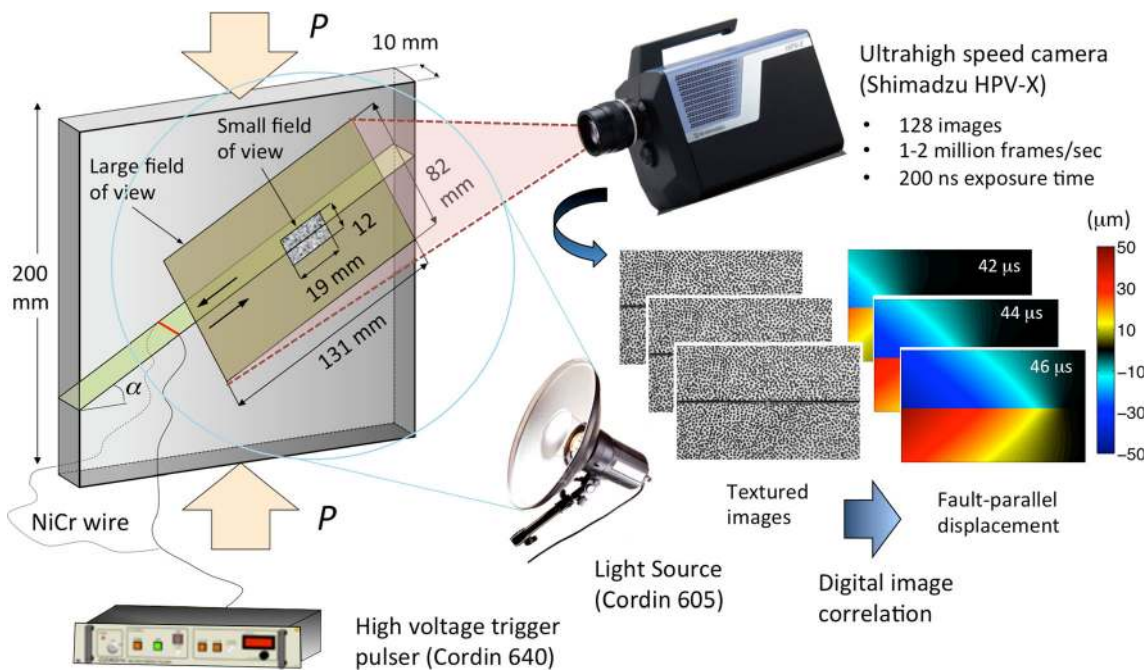 P
10 mm
Ultrahigh speed camera
(Shimadzu HPV-X)
• 128 images
• 1-2 million frames/sec
• 200 ns exposure time
Small field
of view
Large field
of view
82
mm
12
19 mm
131 mm
200
mm
α
(μm)
50
30
10
−10
−30
−50
42 μs
44 μs
46 μs
NiCr wire
P
Textured
images
Fault-parallel
displacement
Digital image
correlation
Light Source
(Cordin 605)
High voltage trigger
pulser (Cordin 640)